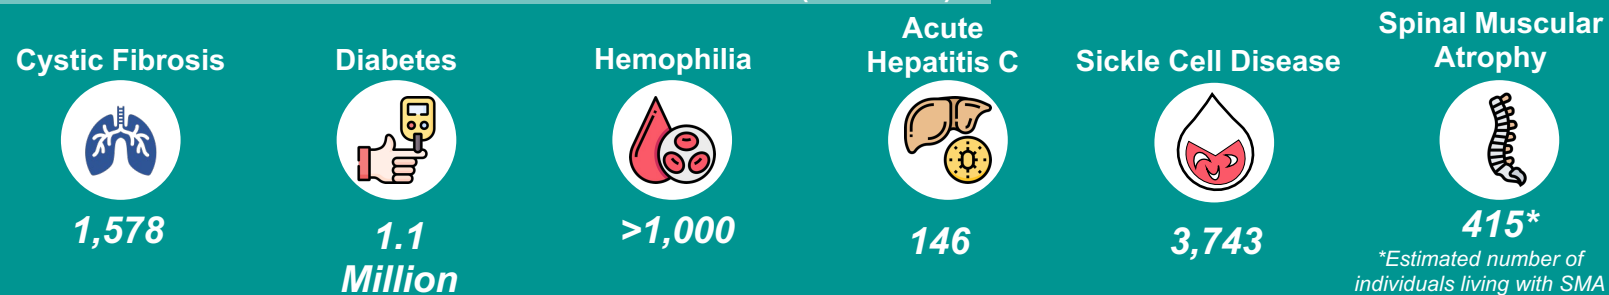 Cystic Fibrosis
1,578
Diabetes
1.1
Million
Hemophilia
>1,000
Acute
Hepatitis C
146
Sickle Cell Disease
3,743
Spinal Muscular
Atrophy
415*
*Estimated number of
individuals living with SMA